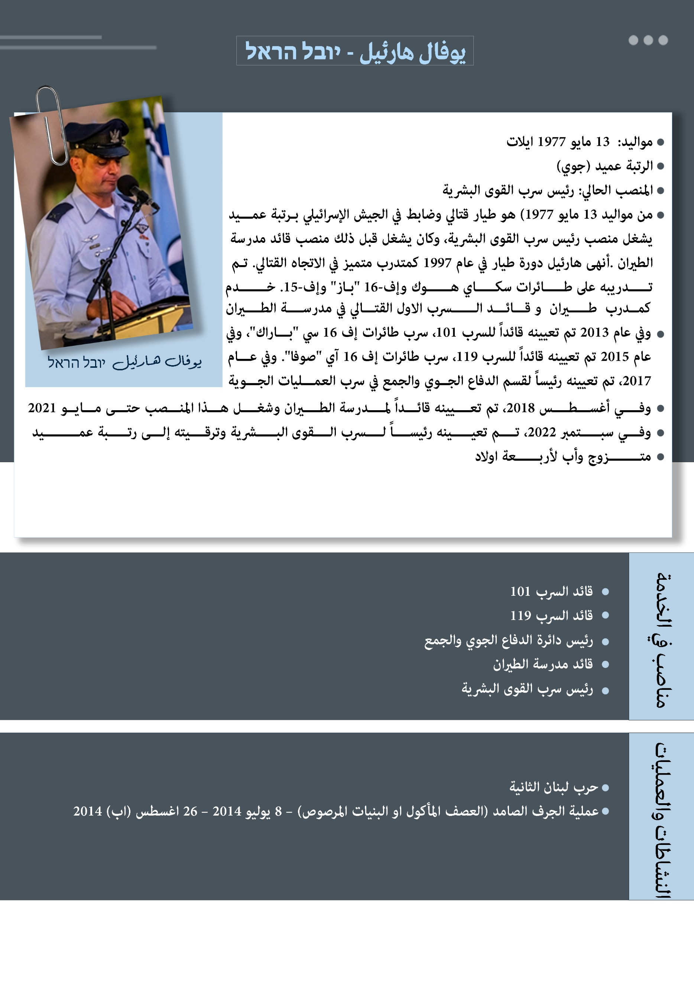 يوفال هارئيل - יובל הראל
مواليد: 13 مايو 1977 ايلات
الرتبة عميد (جوي)
المنصب الحالي: رئيس سرب القوى البشرية
من مواليد 13 مايو 1977) هو طيار قتالي وضابط في الجيش الإسرائيلي برتبة عميد
يشغل منصب رئيس سرب القوى البشرية، وكان يشغل قبل ذلك منصب قائد مدرسة
الطيران .أنهى هارئيل دورة طيار في عام 1997 كمتدرب متميز في الاتجاه القتالي. تم
تدريبه على طائرات سكاي هوك وإف-16 "باز" وإف-15. خدم
كمدرب طيران و قائد السرب الاول القتالي في مدرسة الطيران
وفي عام 2013 تم تعيينه قائداً للسرب 101، سرب طائرات إف 16 سي "باراك"، وفي
عام 2015 تم تعيينه قائداً للسرب 119، سرب طائرات إف 16 آي "صوفا". وفي عام
2017، تم تعيينه رئيساً لقسم الدفاع الجوي والجمع في سرب العمليات الجوية
وفي أغسطس 2018، تم تعيينه قائداً لمدرسة الطيران وشغل هذا المنصب حتى مايو 2021
وفي سبتمبر 2022، تم تعيينه رئيساً لسرب القوى البشرية وترقيته إلى رتبة عميد
متزوج وأب لأربعة اولاد
يوفال هارئيل יובל הראל
مناصب في الخدمة
قائد السرب 101
قائد السرب 119
رئيس دائرة الدفاع الجوي والجمع
قائد مدرسة الطيران
رئيس سرب القوى البشرية
النشاطات والعمليات
حرب لبنان الثانية
عملية الجرف الصامد (العصف المأكول او البنيات المرصوص) – 8 يوليو 2014 – 26 اغسطس (اب) 2014